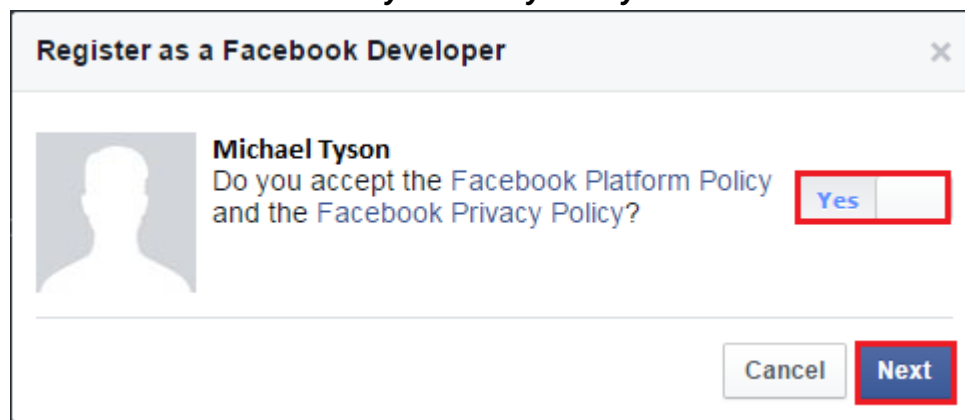 Register as a Facebook Developer
Michael Tyson
Do you accept the Facebook Platform Policy
and the Facebook Privacy Policy?
Yes
Cancel
Next